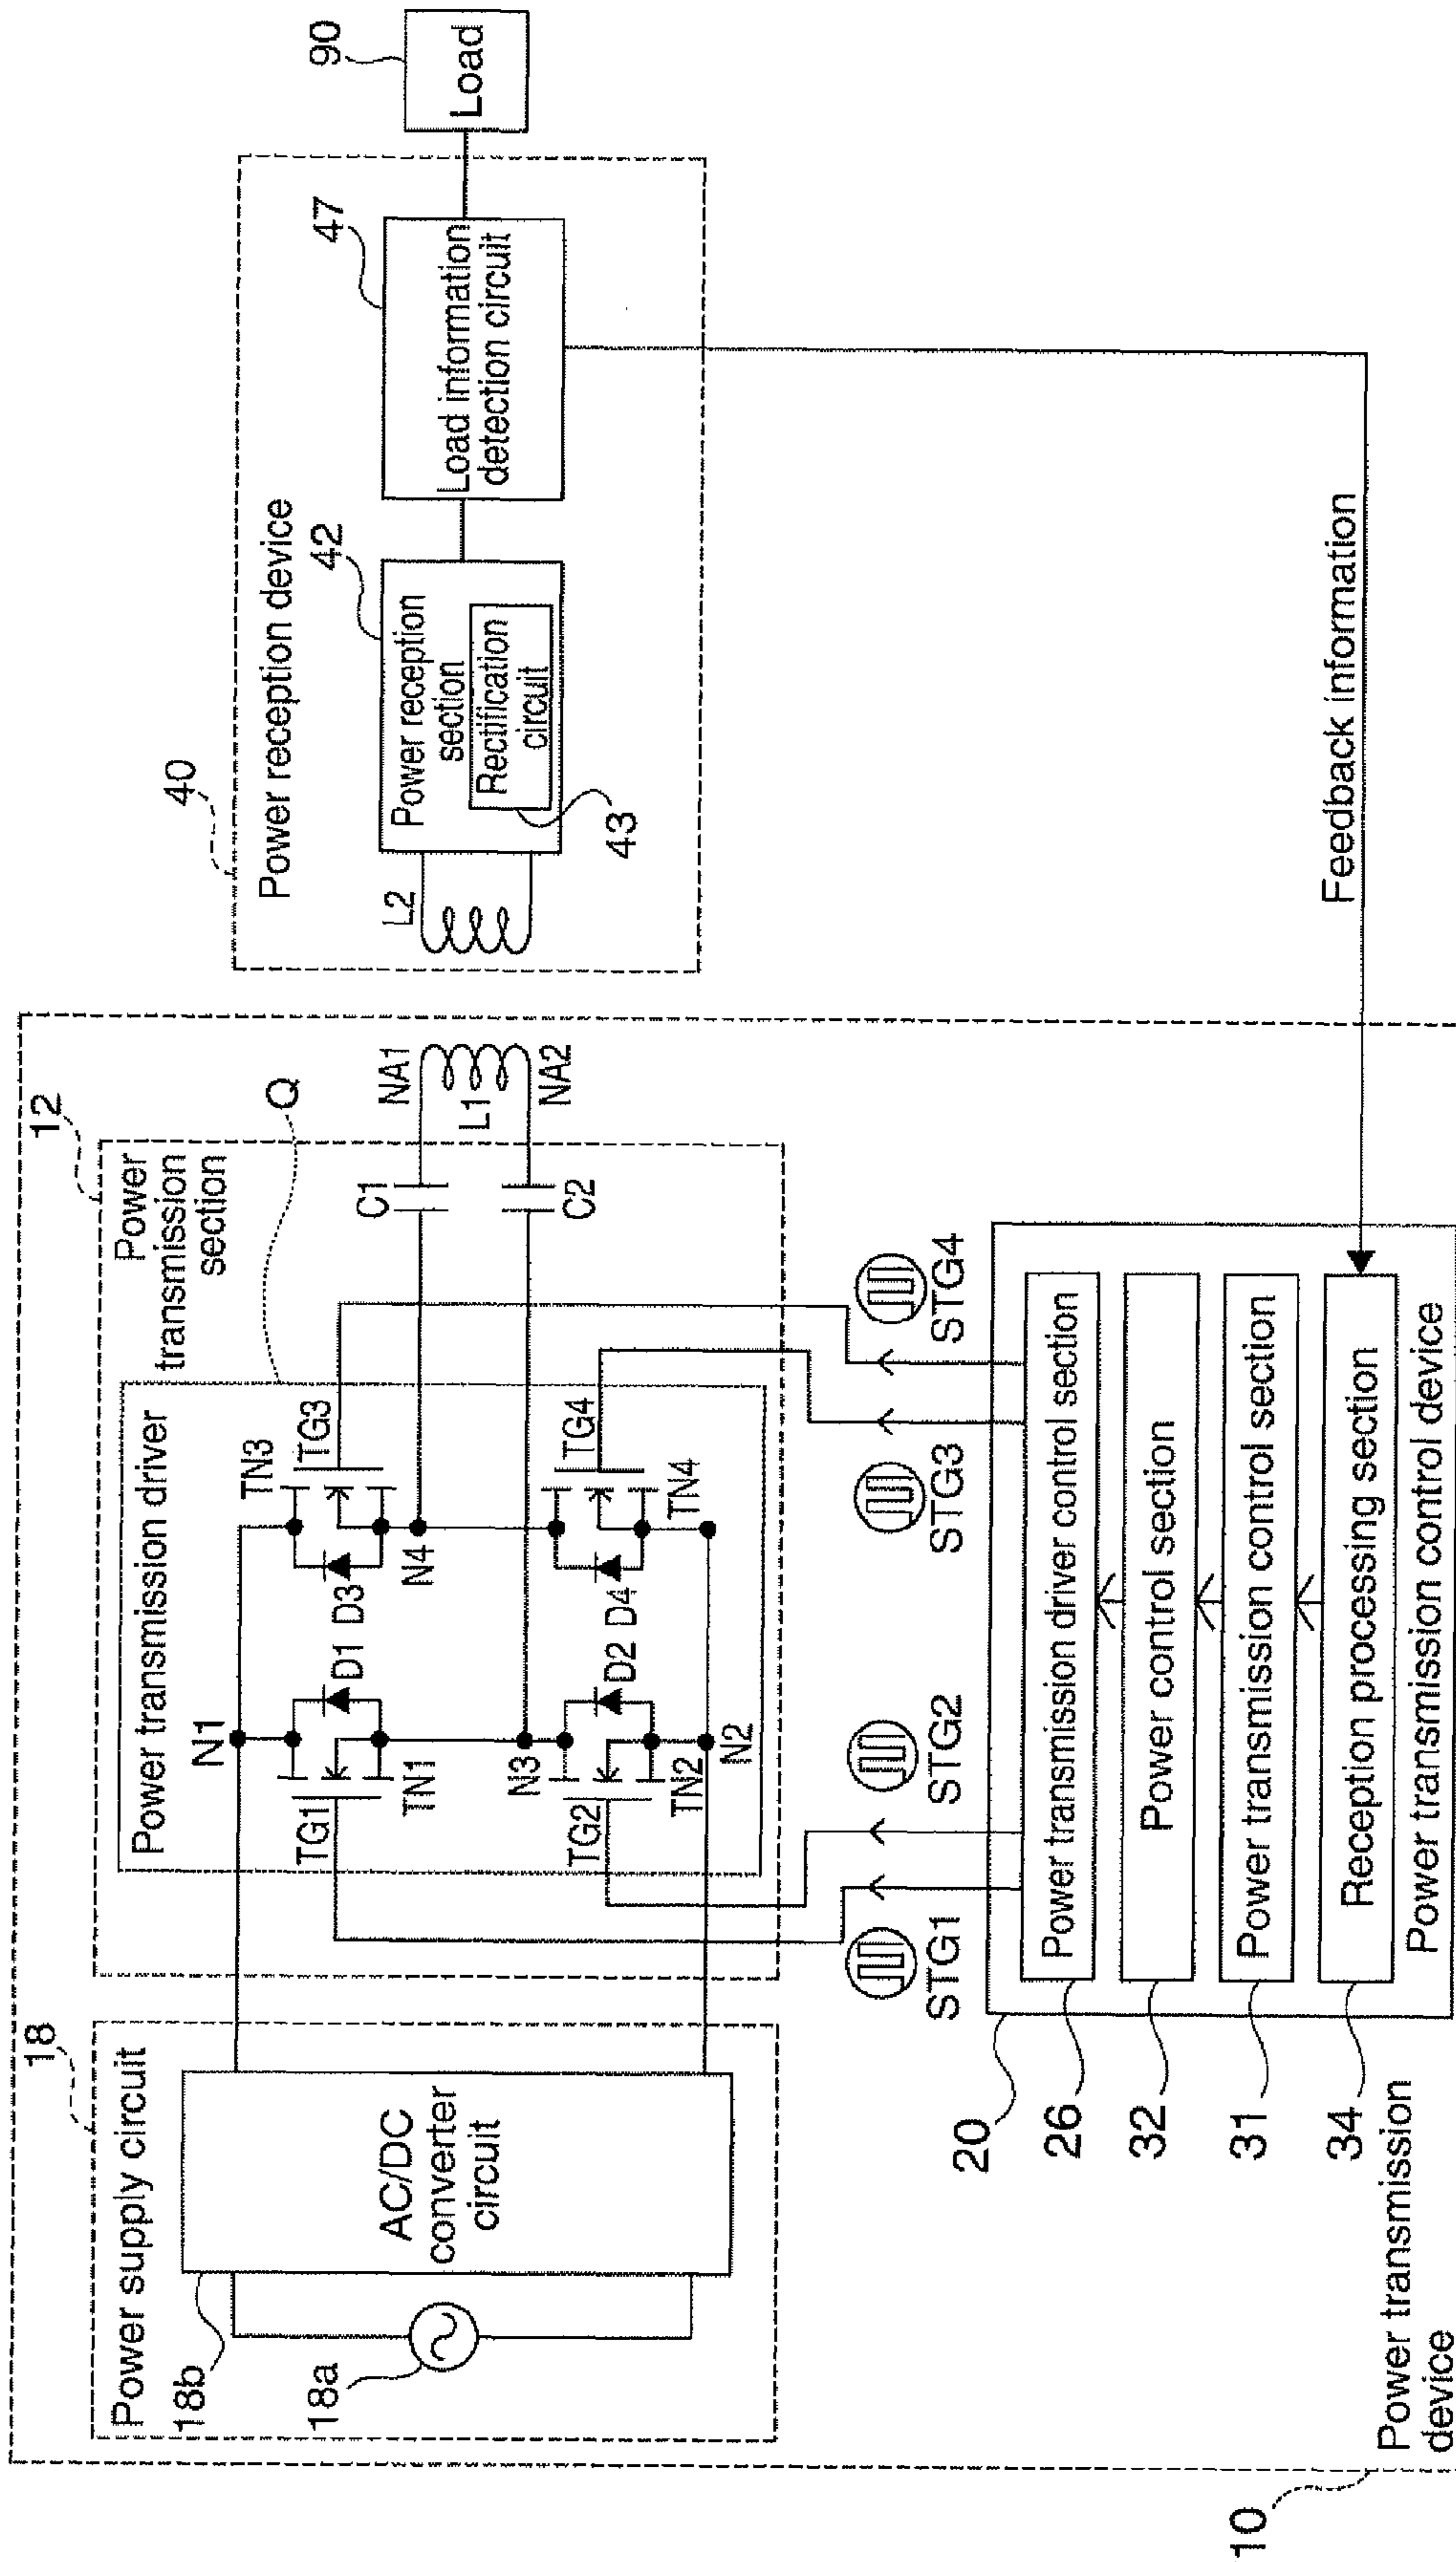 10
Power transmission
device
18
Power supply circuit
18b
18a
AC/DC
converter
circuit
12
Power
transmission
section
Power transmission driver
Q
N1
TG1
TN1
D1
D3
TN3
TG3
N4
N3
TG2
TN2
D2
D4
TG4
TN4
N2
C1
C2
NA1
L1
NA2
STG1
STG2
STG3
STG4
20
26
Power transmission driver control section
32
Power control section
31
Power transmission control section
34
Reception processing section
Power transmission control device
Feedback information
40
Power reception device
L2
42
Power reception
section
Rectification
circuit
43
47
Load information
detection circuit
90
Load